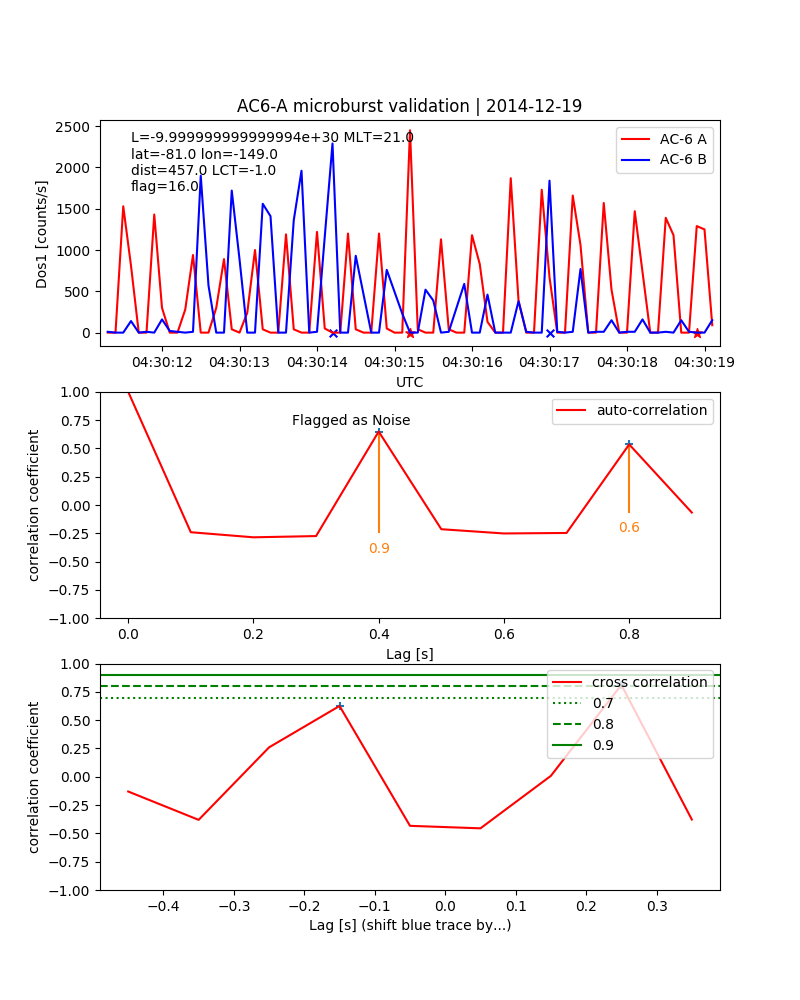 AC6-A microburst validation | 2014-12-19
L=-9.999999999999994e+30 MLT=21.0
lat=-81.0 lon=-149.0
dist=457.0 LCT=-1.0
flag=16.0
AC-6 A
AC-6 B
Dos1 [counts/s]
2500
2000
1500
1000
500
0
04:30:12 04:30:13 04:30:14 04:30:15 04:30:16 04:30:17 04:30:18 04:30:19
UTC
Flagged as Noise
auto-correlation
0.9
0.6
correlation coefficient
1.00
0.75
0.50
0.25
0.00
−0.25
−0.50
−0.75
−1.00
0.0 0.2 0.4 0.6 0.8
Lag [s]
cross correlation
0.7
0.8
0.9
correlation coefficient
1.00
0.75
0.50
0.25
0.00
−0.25
−0.50
−0.75
−1.00
−0.4 −0.3 −0.2 −0.1 0.0 0.1 0.2 0.3
Lag [s] (shift blue trace by...)